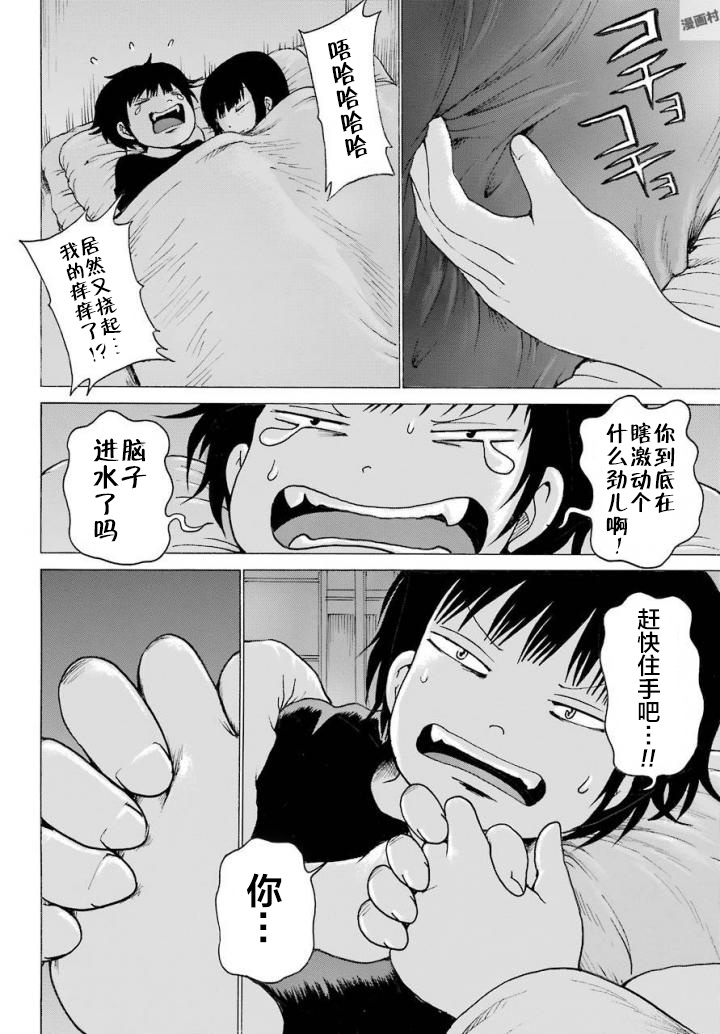 漫画村
コチョ
コチョ
唔哈哈哈哈
居然又挠起…
我的痒痒了!?
你到底在
瞎激动个
什么劲儿啊!
脑子
进水了吗
赶快住手吧…!!
你…